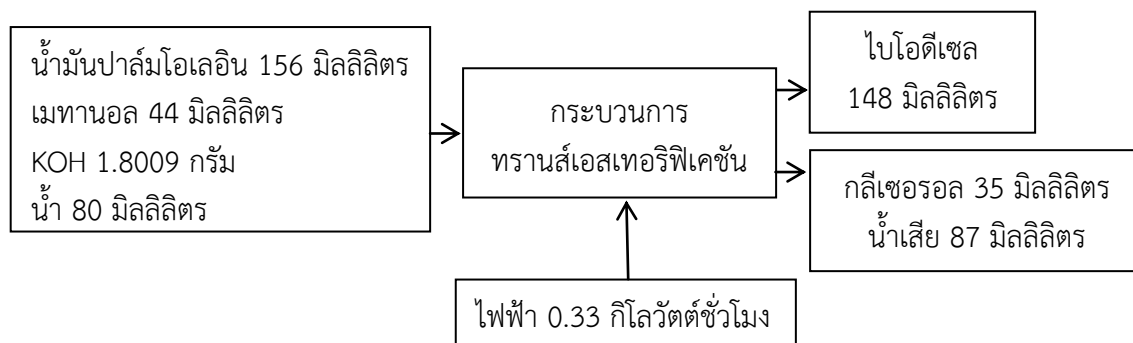 น้ำมันปาล์มโอเลอิน 156 มิลลิลิตร
เมทานอล 44 มิลลิลิตร
KOH 1.8009 กรัม
น้ำ 80 มิลลิลิตร
กระบวนการ
ทรานส์เอสเทอริฟิเคชัน
ไบโอดีเซล
148 มิลลิลิตร
กลีเซอรอล 35 มิลลิลิตร
น้ำเสีย 87 มิลลิลิตร
ไฟฟ้า 0.33 กิโลวัตต์ชั่วโมง